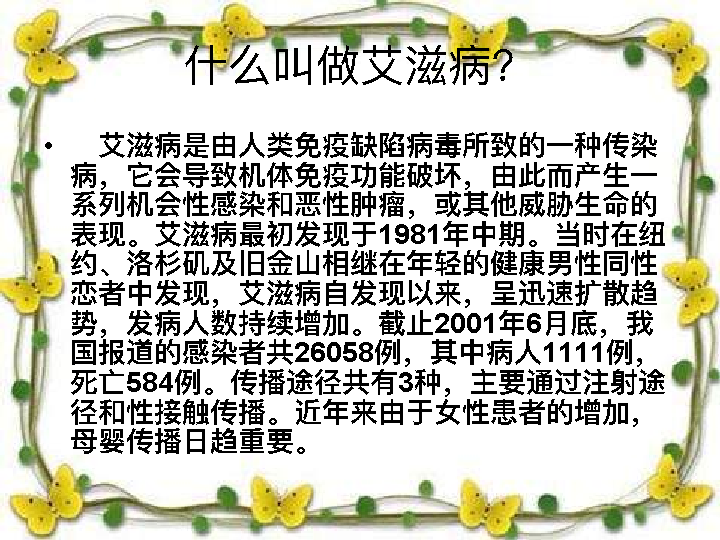 什么叫做艾滋病?
• 艾滋病是由人类免疫缺陷病毒所致的一种传染
病，它会导致机体免疫功能破坏，由此而产生一
系列机会性感染和恶性肿瘤，或其他威胁生命的
表现。艾滋病最初发现于1981年中期。当时在纽
约、洛杉矶及旧金山相继在年轻的健康男性同性
恋者中发现，艾滋病自发现以来，呈迅速扩散趋
势，发病人数持续增加。截止2001年6月底，我
国报道的感染者共26058例，其中病人1111例，
死亡584例。传播途径共有3种，主要通过注射途
径和性接触传播。近年来由于女性患者的增加，
母婴传播日趋重要。